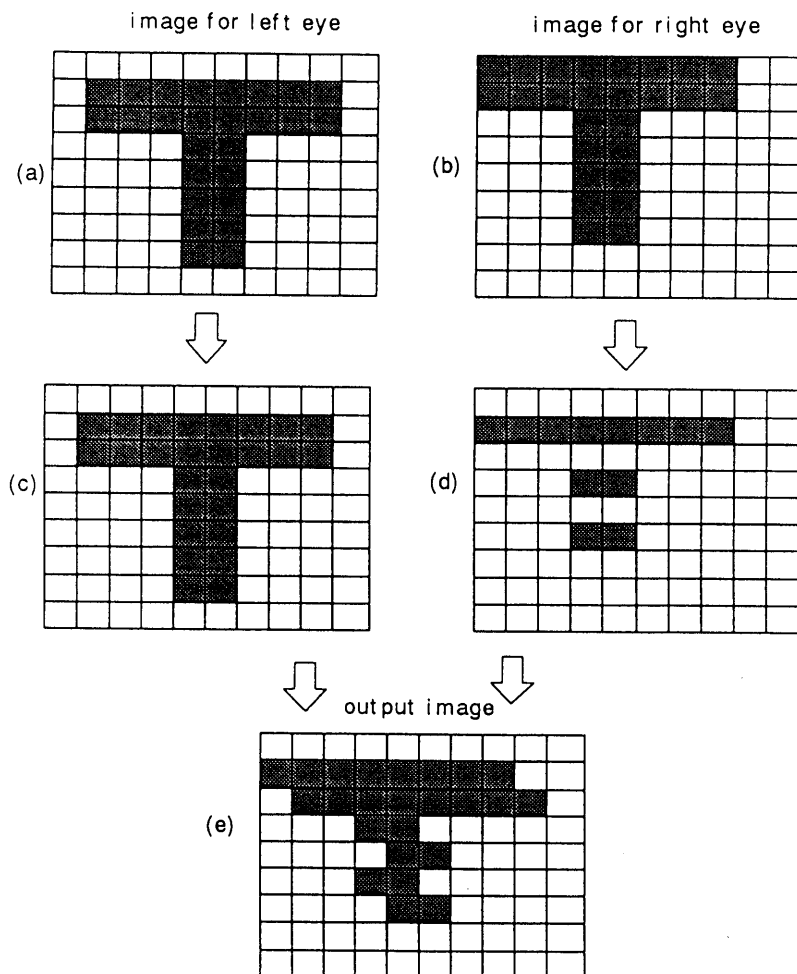 image for left eye
image for right eye
(a)
(b)
(c)
(d)
output image
(e)